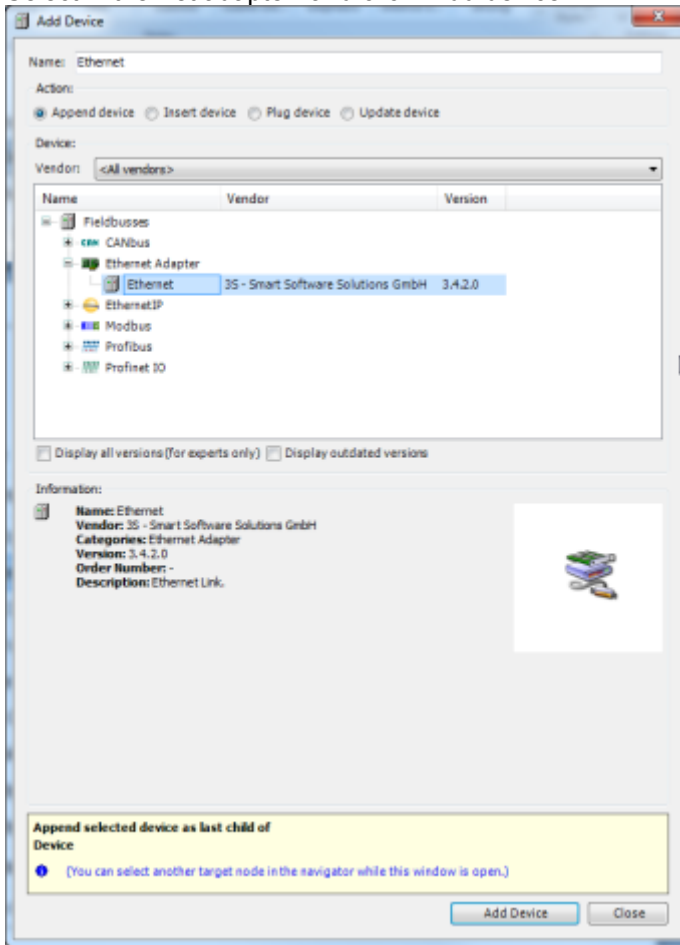 Add Device
Name: Ethernet
Action:
Append device Insert device Plug device Update device
Device:
Vendor: <All vendors>
Name Vendor Version
Fieldbusses
CAN CANbus
Ethernet Adapter
Ethernet 3S - Smart Software Solutions GmbH 3.4.2.0
EthernetIP
Modbus
Profibus
Profinet IO
Display all versions (for experts only) Display outdated versions
Information:
Name: Ethernet
Vendor: 3S - Smart Software Solutions GmbH
Categories: Ethernet Adapter
Version: 3.4.2.0
Order Number: -
Description: Ethernet Link.
Append selected device as last child of
Device
(You can select another target node in the navigator while this window is open.)
Add Device Close